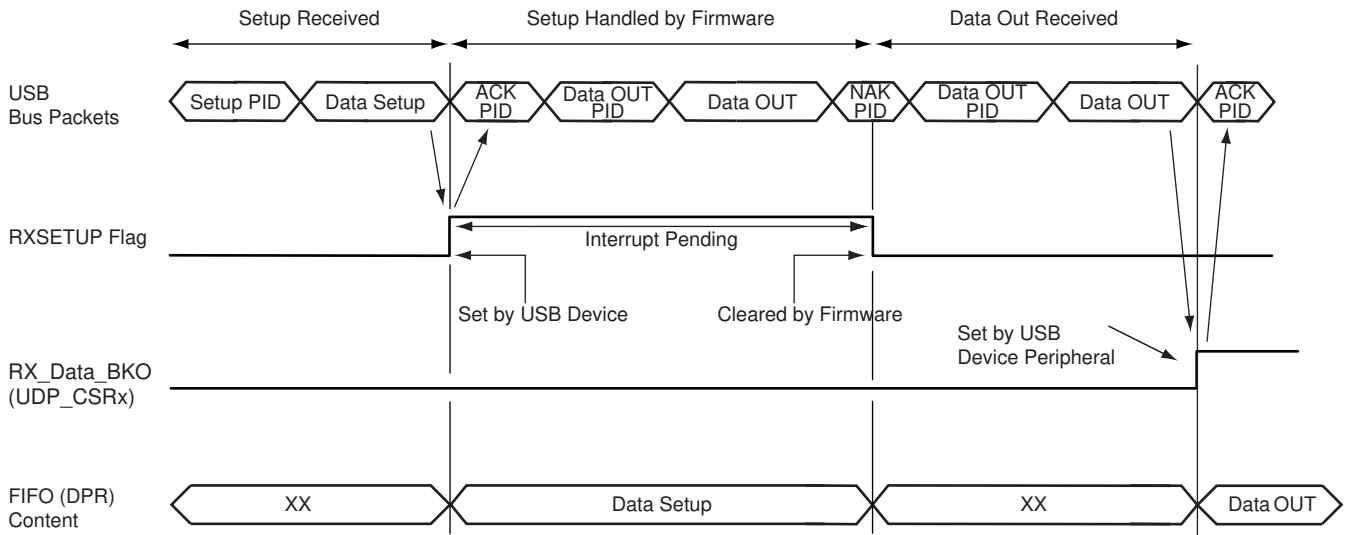 Setup Received
Setup Handled by Firmware
Data Out Received
USB
Bus Packets
Setup PID
Data Setup
ACK
PID
Data OUT
PID
Data OUT
NAK
PID
Data OUT
PID
Data OUT
ACK
PID
RXSETUP Flag
Interrupt Pending
Set by USB Device
Cleared by Firmware
Set by USB
Device Peripheral
RX_Data_BKO
(UDP_CSRx)
FIFO (DPR)
Content
XX
Data Setup
XX
Data OUT